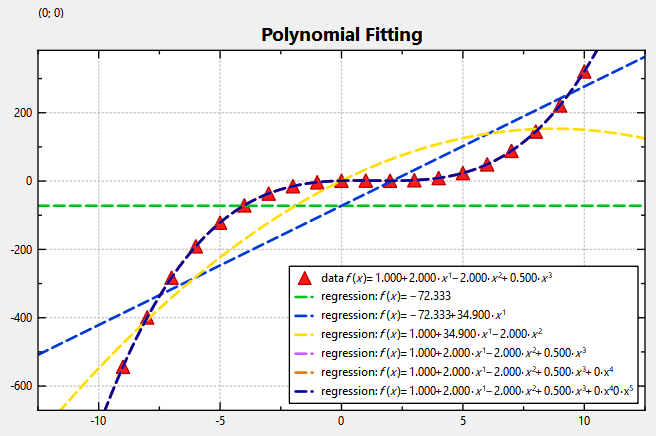 (0; 0)
Polynomial Fitting
200
0
-200
-400
-600
-10
-5
0
5
10
data f (x)= 1.000+2.000· x¹−2.000· x²+0.500· x³
regression: f (x)= −72.333
regression: f (x)= −72.333+34.900· x¹
regression: f (x)= 1.000+34.900· x¹−2.000· x²
regression: f (x)= 1.000+2.000· x¹−2.000· x²+0.500· x³
regression: f (x)= 1.000+2.000· x¹−2.000· x²+0.500· x³+0·x⁴
regression: f (x)= 1.000+2.000· x¹−2.000· x²+0.500· x³+0·x⁴0·x⁵